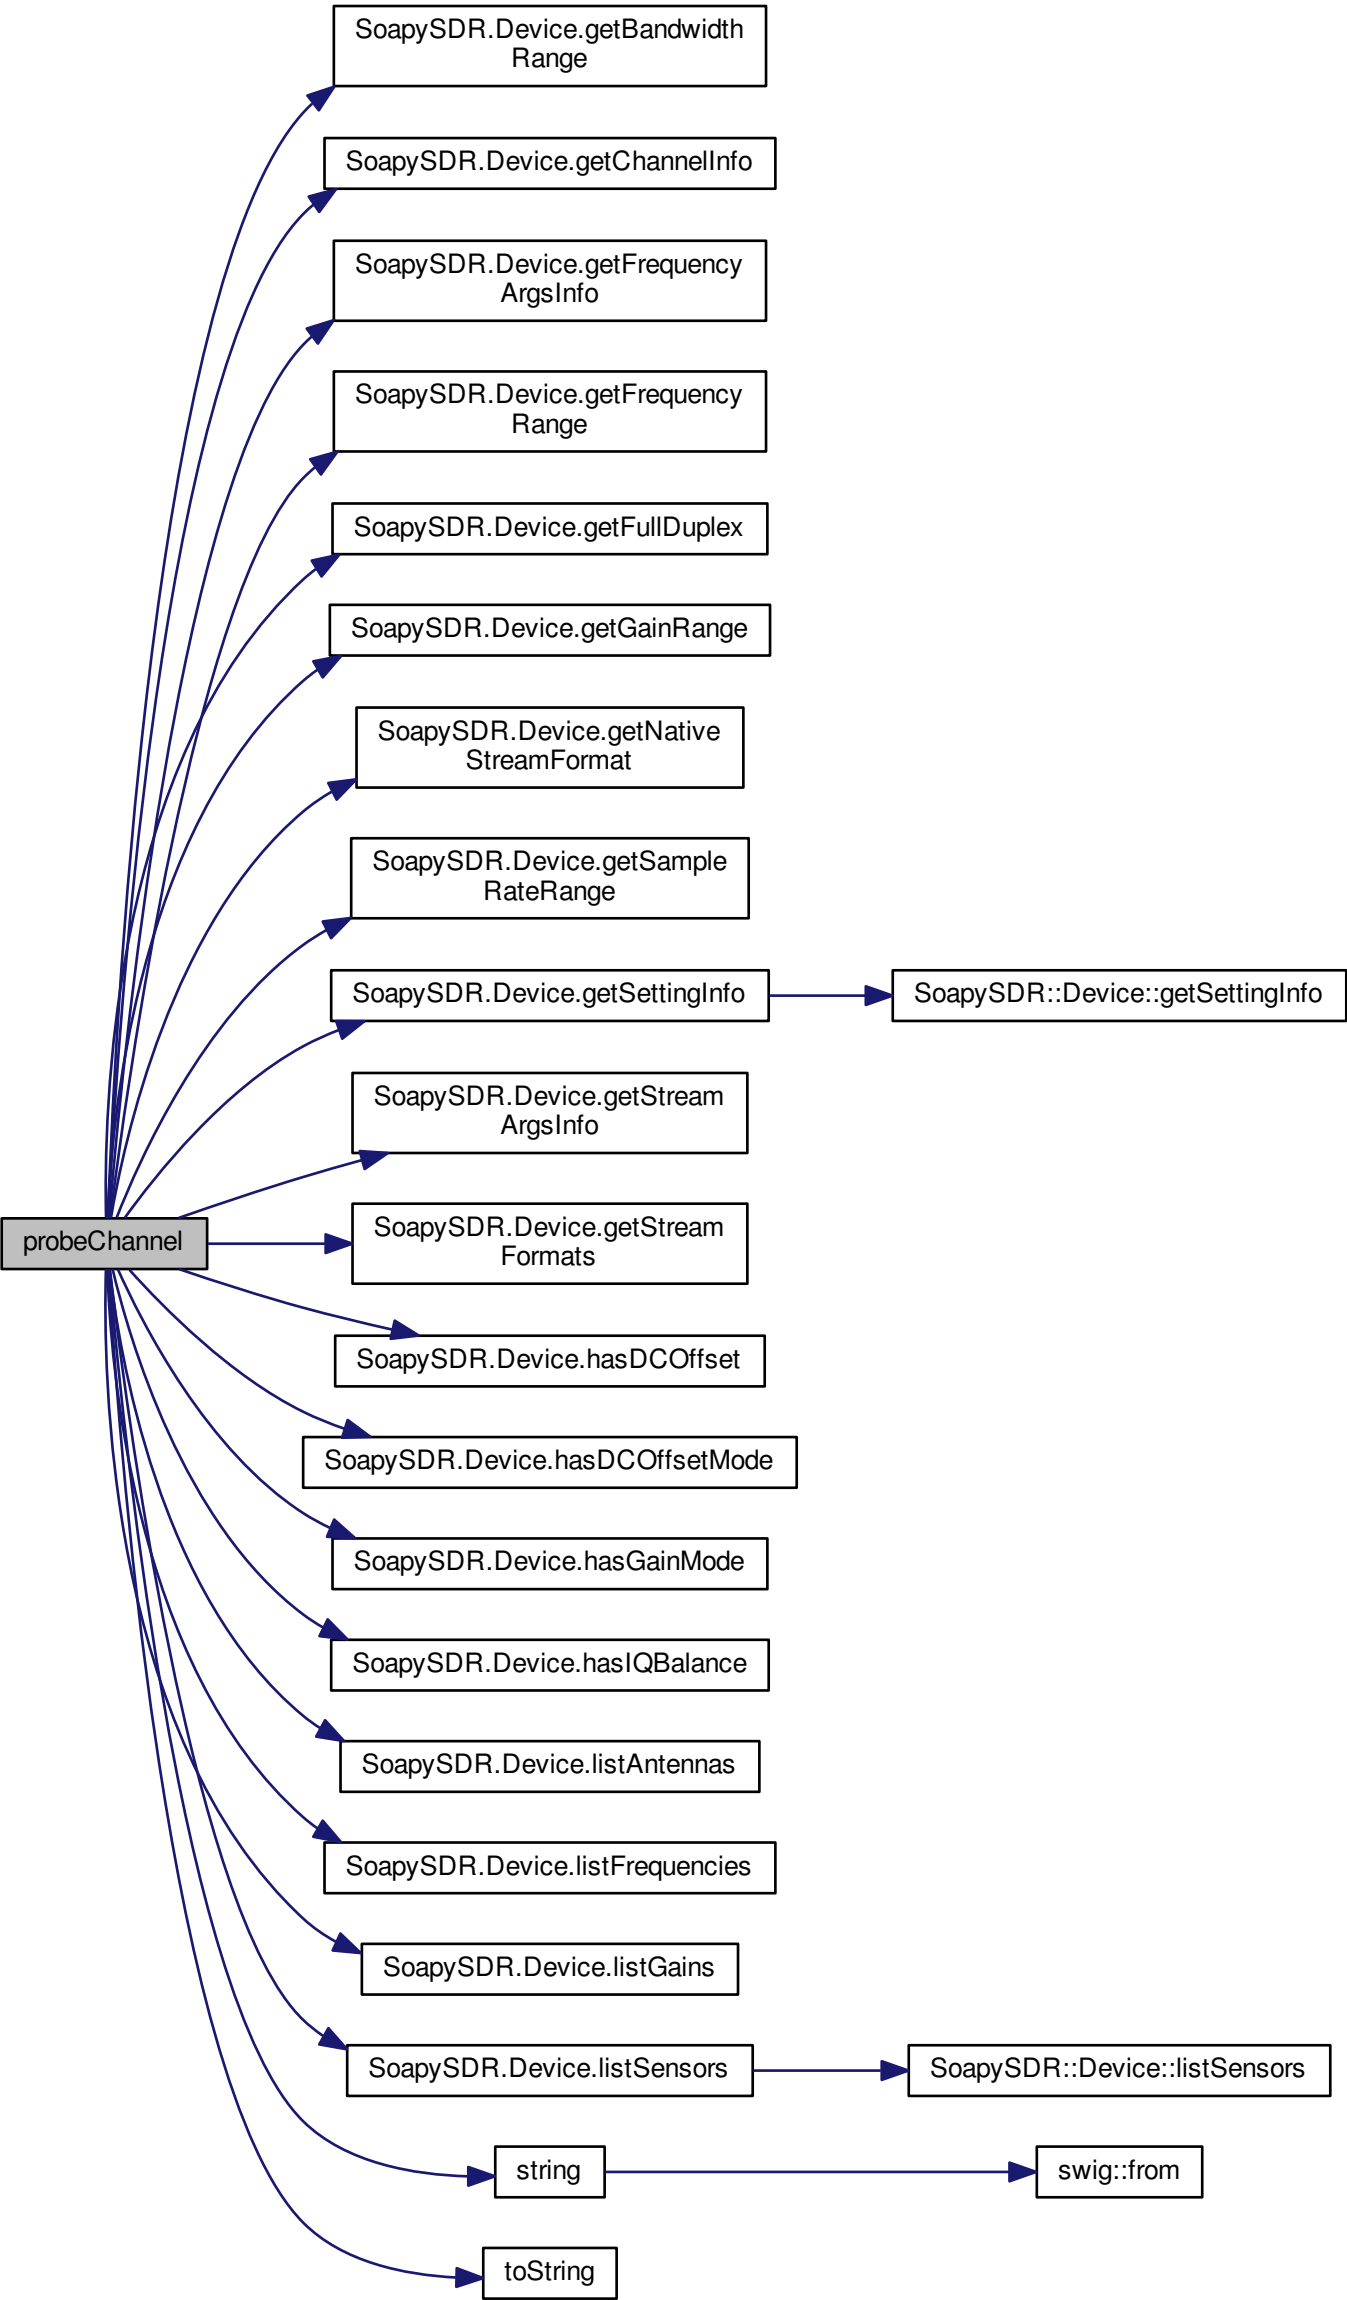 SoapySDR.Device.getBandwidth
Range
SoapySDR.Device.getChannelInfo
SoapySDR.Device.getFrequency
ArgsInfo
SoapySDR.Device.getFrequency
Range
SoapySDR.Device.getFullDuplex
SoapySDR.Device.getGainRange
SoapySDR.Device.getNative
StreamFormat
SoapySDR.Device.getSample
RateRange
SoapySDR.Device.getSettingInfo
SoapySDR::Device::getSettingInfo
SoapySDR.Device.getStream
ArgsInfo
probeChannel
SoapySDR.Device.getStream
Formats
SoapySDR.Device.hasDCOffset
SoapySDR.Device.hasDCOffsetMode
SoapySDR.Device.hasGainMode
SoapySDR.Device.hasIQBalance
SoapySDR.Device.listAntennas
SoapySDR.Device.listFrequencies
SoapySDR.Device.listGains
SoapySDR.Device.listSensors
SoapySDR::Device::listSensors
string
swig::from
toString